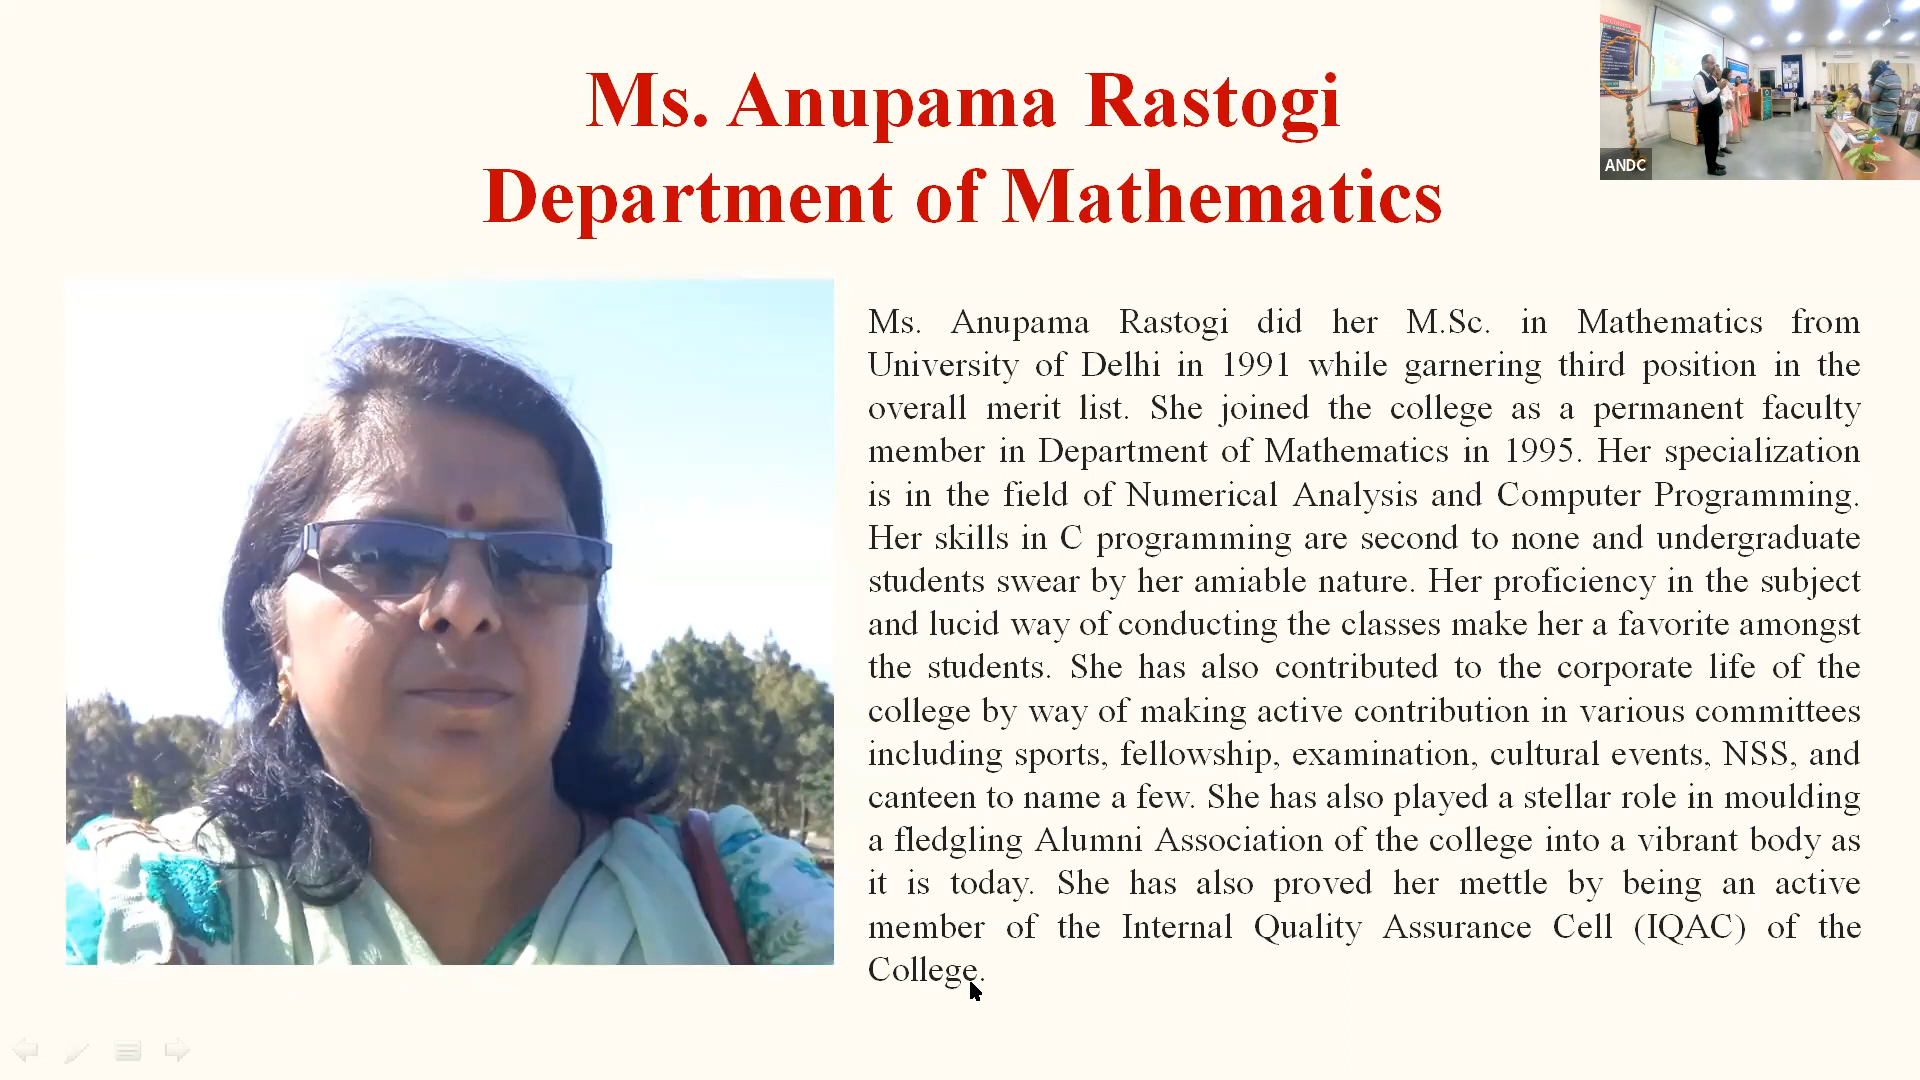 Ms. Anupama Rastogi
Department of Mathematics
ANDC
Ms. Anupama Rastogi did her M.Sc. in Mathematics from
University of Delhi in 1991 while garnering third position in the
overall merit list. She joined the college as a permanent faculty
member in Department of Mathematics in 1995. Her specialization
is in the field of Numerical Analysis and Computer Programming.
Her skills in C programming are second to none and undergraduate
students swear by her amiable nature. Her proficiency in the subject
and lucid way of conducting the classes make her a favorite amongst
the students. She has also contributed to the corporate life of the
college by way of making active contribution in various committees
including sports, fellowship, examination, cultural events, NSS, and
canteen to name a few. She has also played a stellar role in moulding
a fledgling Alumni Association of the college into a vibrant body as
it is today. She has also proved her mettle by being an active
member of the Internal Quality Assurance Cell (IQAC) of the
College.